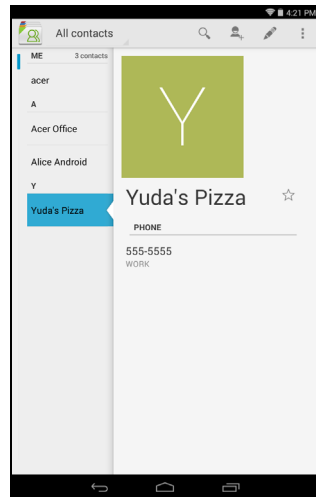 4:21 PM
All contacts
ME 3 contacts
acer
A
Acer Office
Alice Android
Y
Yuda's Pizza
Y
Yuda's Pizza
PHONE
555-5555
WORK